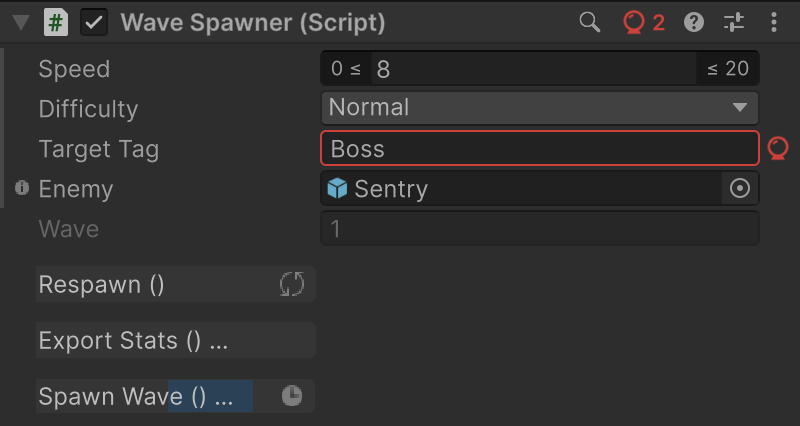 # Wave Spawner (Script) 2 ?
Speed 0 ≤ 8 ≤ 20
Difficulty Normal
Target Tag Boss
Enemy Sentry
Wave 1
Respawn ()
Export Stats () ...
Spawn Wave () ...